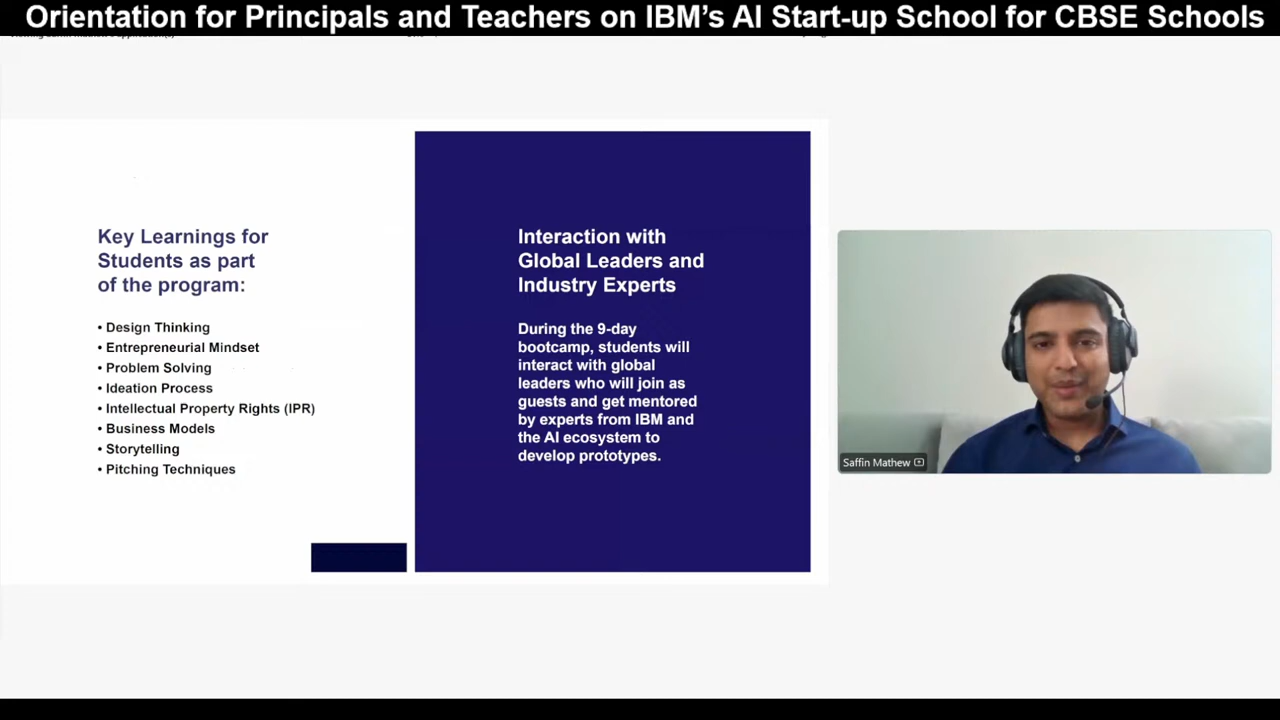 Orientation for Principals and Teachers on IBM’s AI Start-up School for CBSE Schools
Key Learnings for
Students as part
of the program:
• Design Thinking
• Entrepreneurial Mindset
• Problem Solving
• Ideation Process
• Intellectual Property Rights (IPR)
• Business Models
• Storytelling
• Pitching Techniques
Interaction with
Global Leaders and
Industry Experts
During the 9-day
bootcamp, students will
interact with global
leaders who will join as
guests and get mentored
by experts from IBM and
the AI ecosystem to
develop prototypes.
Saffin Mathew